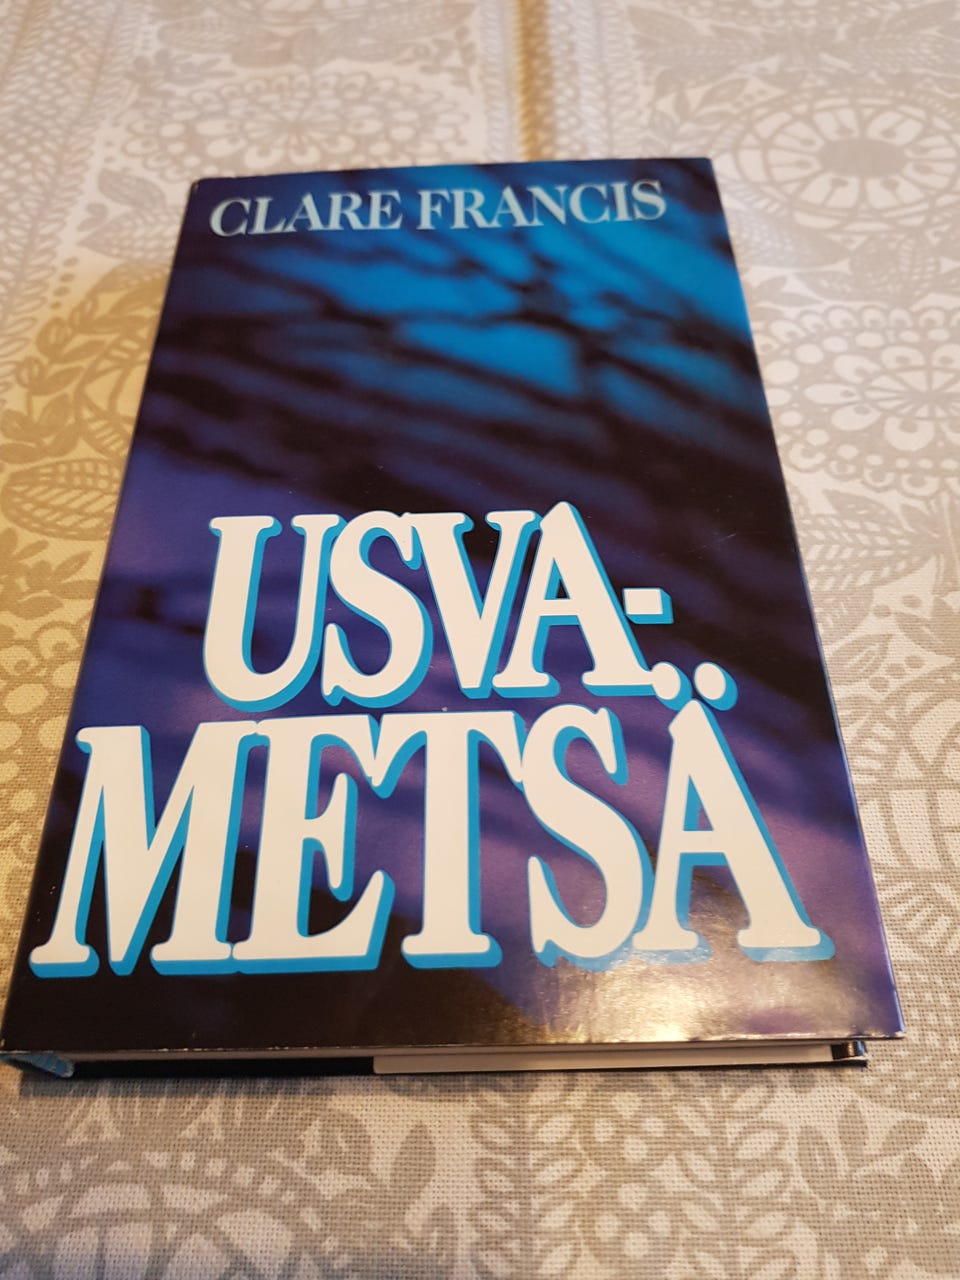 CLARE FRANCIS
USVA-
METSÄ